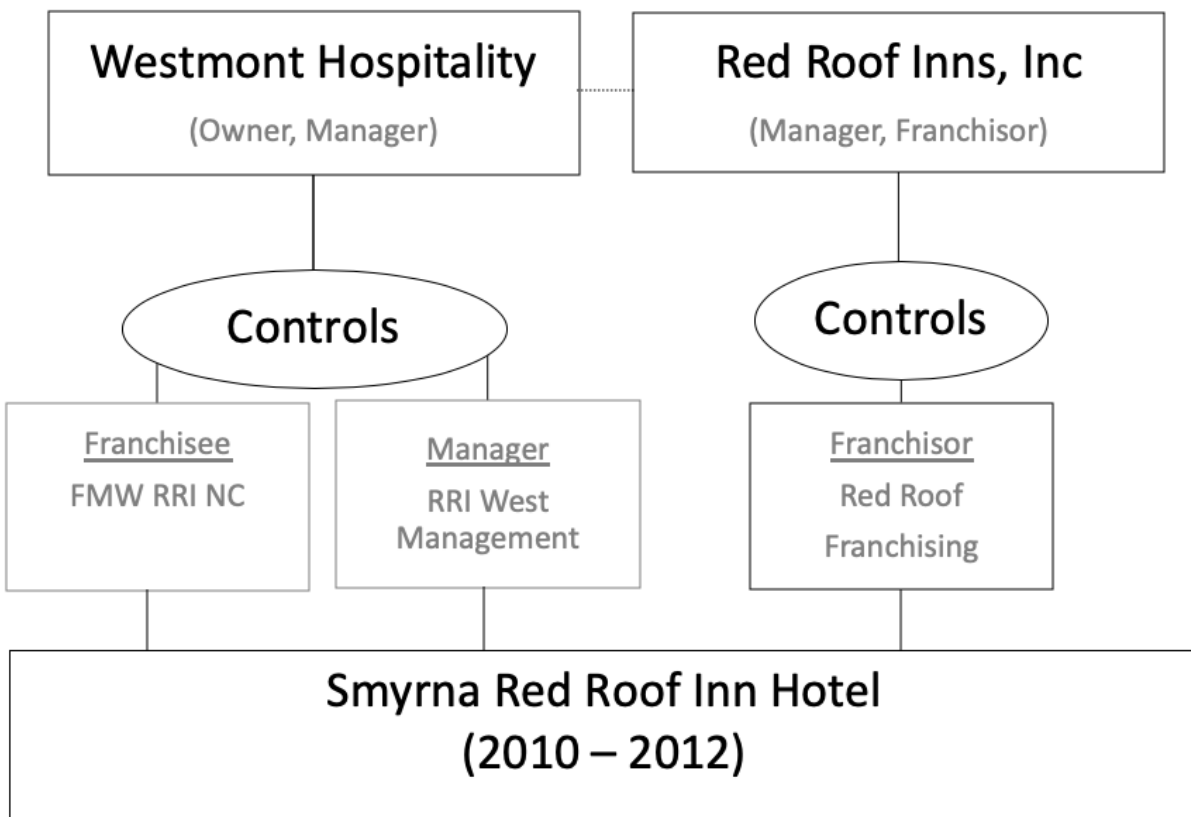 Westmont Hospitality
(Owner, Manager)
Red Roof Inns, Inc
(Manager, Franchisor)
Controls
Controls
Franchisee
FMW RRI NC
Manager
RRI West
Management
Franchisor
Red Roof
Franchising
Smyrna Red Roof Inn Hotel
(2010 – 2012)